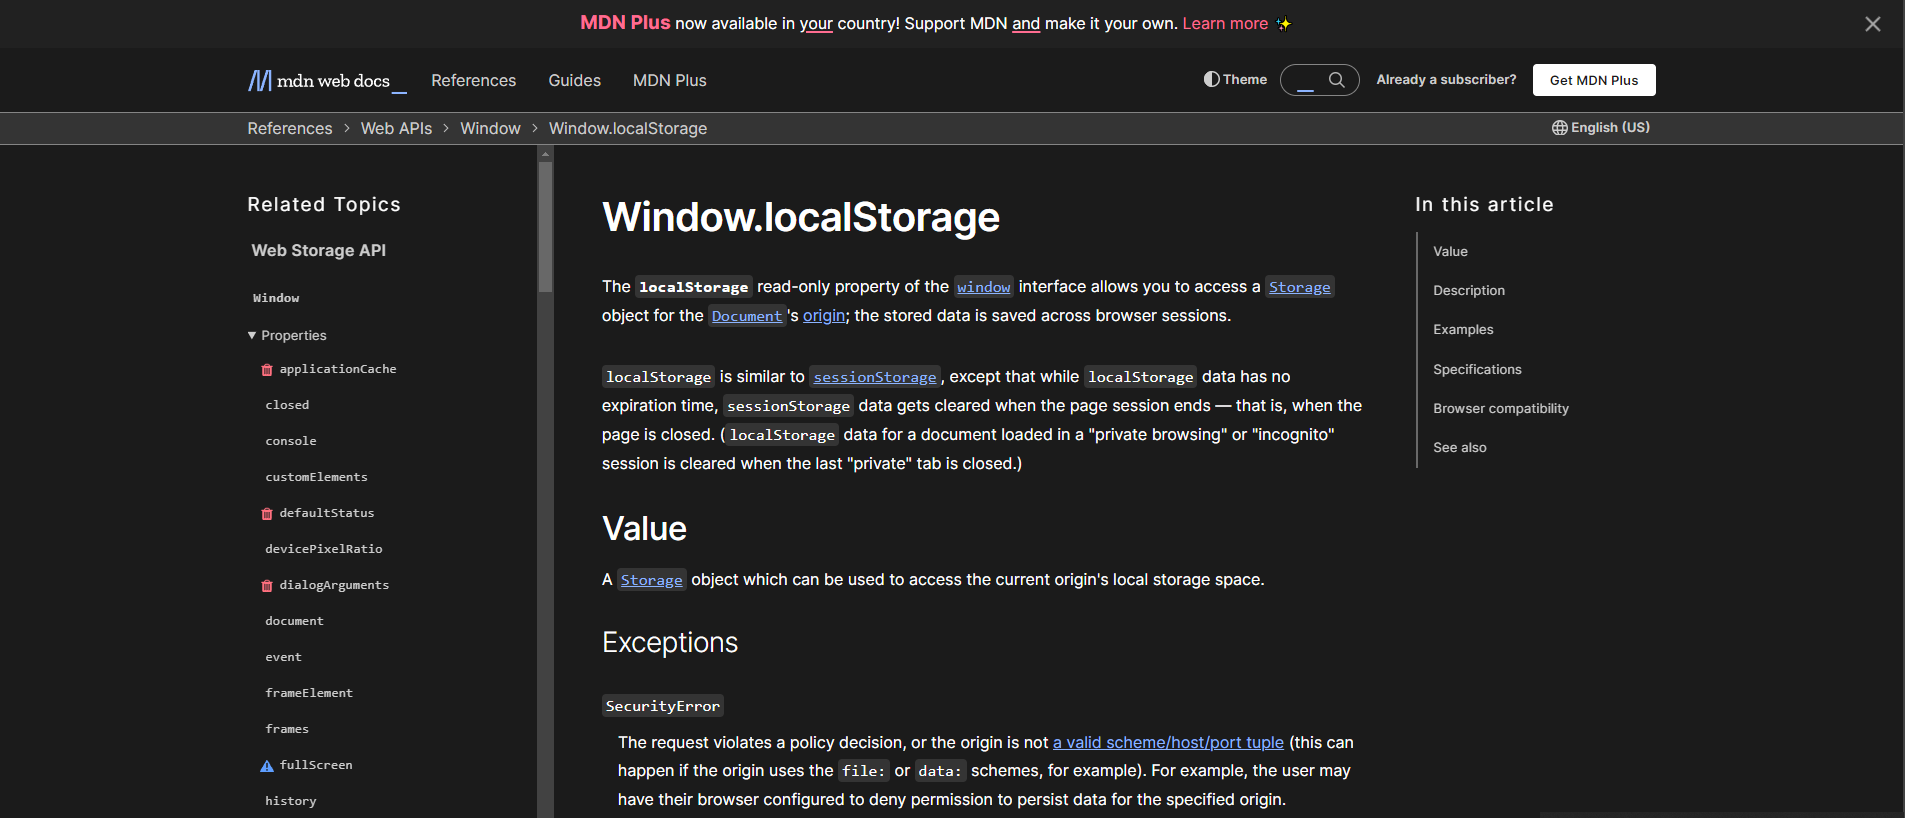 MDN Plus now available in your country! Support MDN and make it your own. Learn more ✨
mdn web docs_ References Guides MDN Plus Theme Already a subscriber? Get MDN Plus
References > Web APIs > Window > Window.localStorage English (US)
Related Topics
Web Storage API
Window
▼ Properties
applicationCache
closed
console
customElements
defaultStatus
devicePixelRatio
dialogArguments
document
event
frameElement
frames
fullScreen
history
Window.localStorage
The localStorage read-only property of the window interface allows you to access a Storage
object for the Document's origin; the stored data is saved across browser sessions.
localStorage is similar to sessionStorage, except that while localStorage data has no
expiration time, sessionStorage data gets cleared when the page session ends — that is, when the
page is closed. (localStorage data for a document loaded in a "private browsing" or "incognito"
session is cleared when the last "private" tab is closed.)
Value
A Storage object which can be used to access the current origin's local storage space.
Exceptions
SecurityError
The request violates a policy decision, or the origin is not a valid scheme/host/port tuple (this can
happen if the origin uses the file: or data: schemes, for example). For example, the user may
have their browser configured to deny permission to persist data for the specified origin.
In this article
Value
Description
Examples
Specifications
Browser compatibility
See also